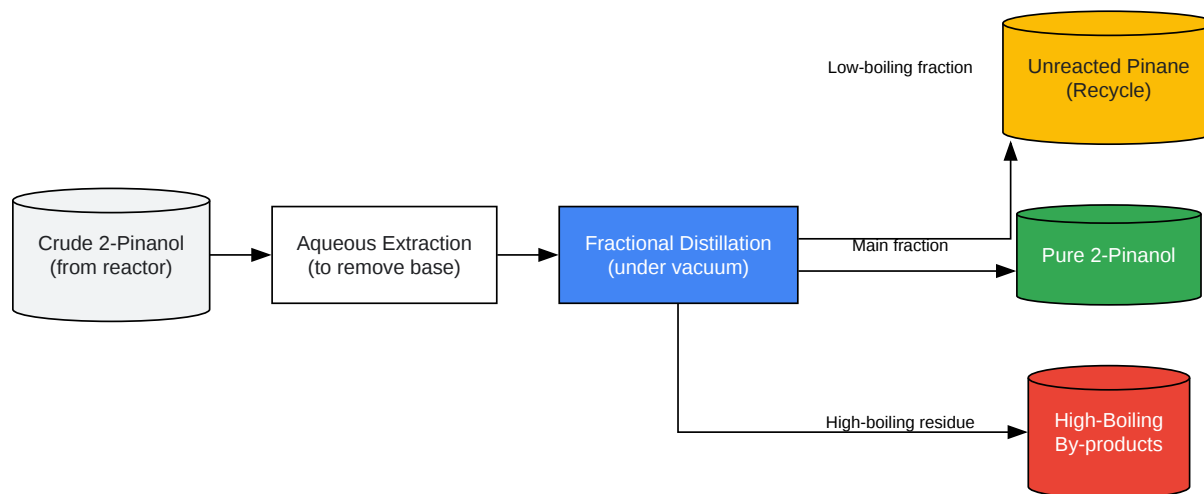 Low-boiling fraction
Unreacted Pinane
(Recycle)
Crude 2-Pinanol
(from reactor)
Aqueous Extraction
(to remove base)
Fractional Distillation
(under vacuum)
Main fraction
Pure 2-Pinanol
High-boiling residue
High-Boiling
By-products